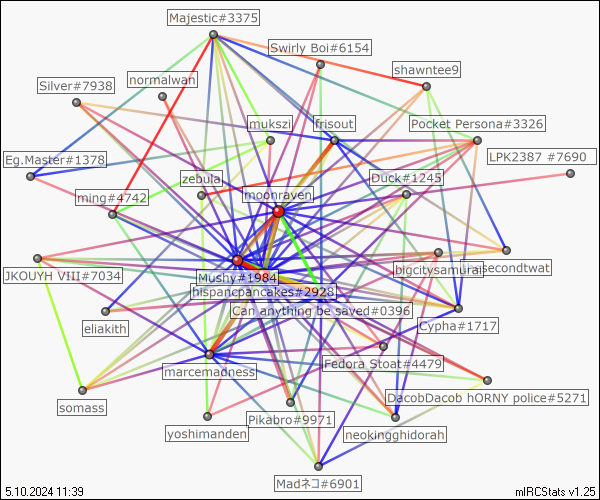 Majestic#3375
Swirly Boi#6154
shawntee9
normalwan
Silver#7938
mukszi
frisout
Pocket Persona#3326
Eg.Master#1378
LPK2387 #7690
zebula
Duck#1245
moonraven
ming#4742
JKOUYH VIII#7034
Mushy#1984
bigcitysamurai
secondtwat
hispancpancakes#2928
Can anything be saved#0396
eliakith
Cypha#1717
Fedora Stoat#4479
marcemadness
DacobDacob hORNY police#5271
somass
Pikabro#9971
yoshimanden
neokingghidorah
Madネコ#6901
5.10.2024 11:39
mIRCStats v1.25